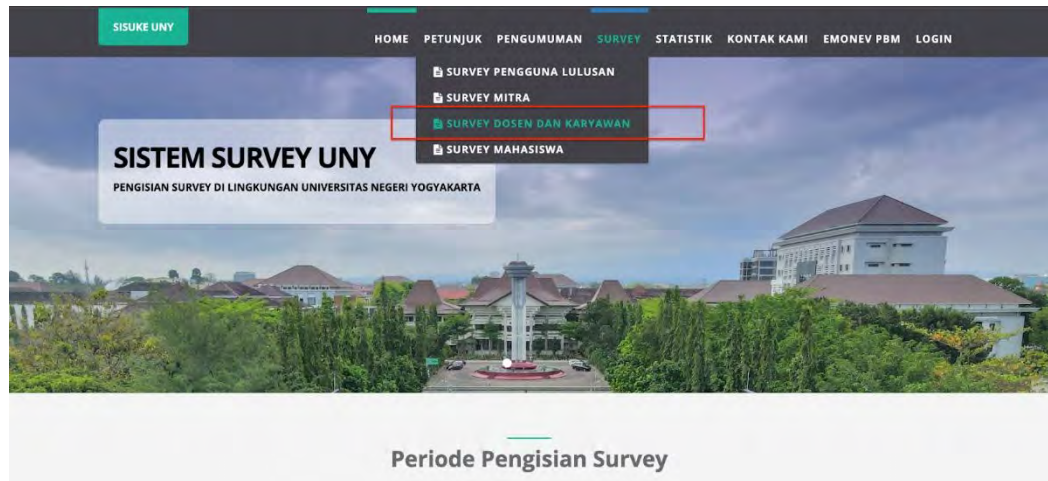 SISUKE UNY
HOME PETUNJUK PENGUMUMAN SURVEY STATISTIK KONTAK KAMI EMONEV PBM LOGIN
SURVEY PENGGUNA LULUSAN
SURVEY MITRA
SURVEY DOSEN DAN KARYAWAN
SURVEY MAHASISWA
SISTEM SURVEY UNY
PENGISIAN SURVEY DI LINGKUNGAN UNIVERSITAS NEGERI YOGYAKARTA
Periode Pengisian Survey